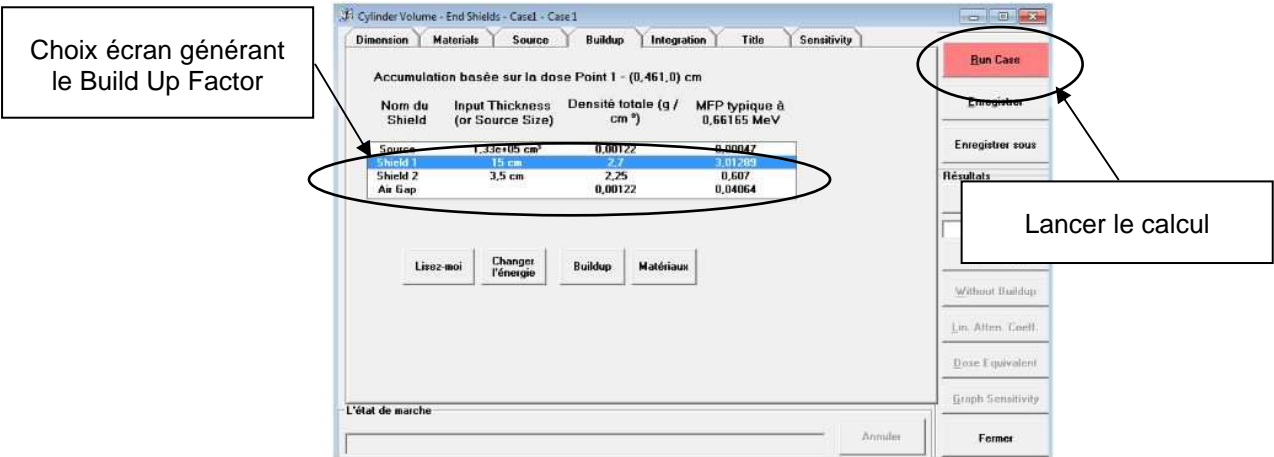 Choix écran générant
le Build Up Factor
Cylinder Volume - End Shields - Case1 - Case1
Dimension Materials Source Buildup Integration Title Sensitivity
Accumulation basée sur la dose Point 1 - (0,461,0) cm
Nom du Shield Input Thickness (or Source Size) Densité totale (g / cm ³) MFP typique à 0,66165 MeV
Source 1,33e+05 cm³ 0,00122 0,00047
Shield 1 15 cm 2,7 3,01289
Shield 2 3,5 cm 2,25 0,607
Air Gap 0,00122 0,04064
Lisez-moi Changer l'énergie Buildup Matériaux
L'état de marche
Annuler
Run Case
Enregistrer
Enregistrer sous
Résultats
Lancer le calcul
Without Buildup
Lin. Atten. Coeff.
Dose Equivalent
Graph Sensitivity
Fermer